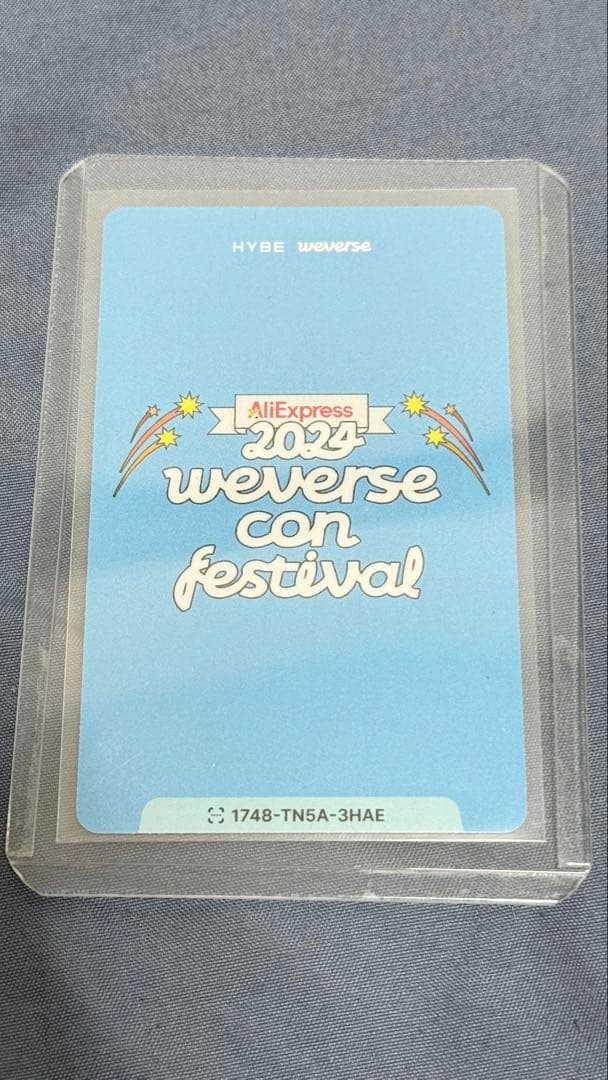 HYBE weverse
AliExpress
2024
weverse
con
festival
1748-TN5A-3HAE